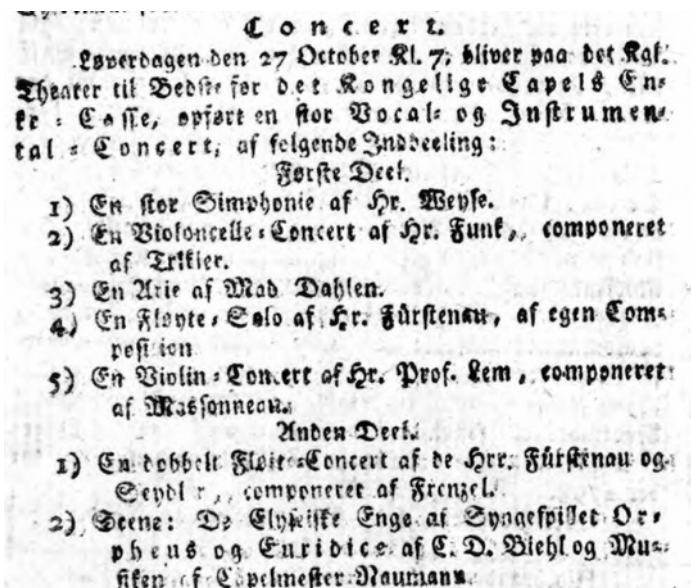 Concert.
Løverdagen den 27 October Kl. 7, bliver paa det Kgl.
Theater til Bedste for det Kongelige Capels En-
ke-Casse, opført en stor Vocal- og Instrumen-
tal-Concert, af følgende Inddeeling:
Første Deel.
1) En stor Simphonie af Hr. Weyse.
2) En Violoncelle-Concert af Hr. Funk, componeret
af Trklier.
3) En Arie af Mad Dahlen.
4) En Fløyte-Solo af Hr. Fürstenau, af egen Com-
position
5) En Violin-Concert af Hr. Prof. Lem, componeret
af Massonneau.
Anden Deel.
1) En dobbelt Fløit-Concert af de Hrr. Fürstenau og
Seydler, componeret af Frenzel.
2) Scene: De Elysiske Enge af Syngespillet Or-
pheus og Euridice af C. D. Biehl og Mu-
siken af Capelmester Naumann.